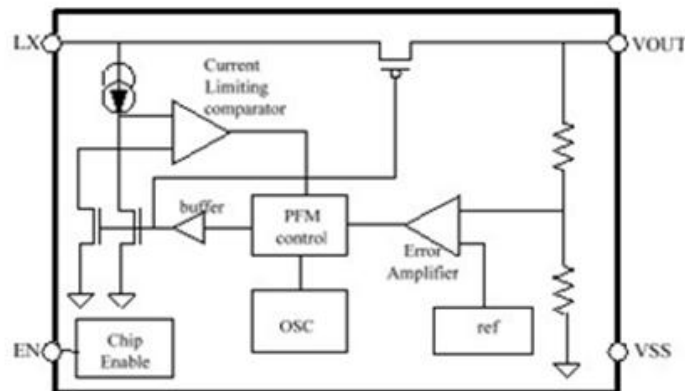 LX
VOUT
Current
Limiting
comparator
buffer
PFM
control
Error
Amplifier
OSC
ref
EN
Chip
Enable
VSS